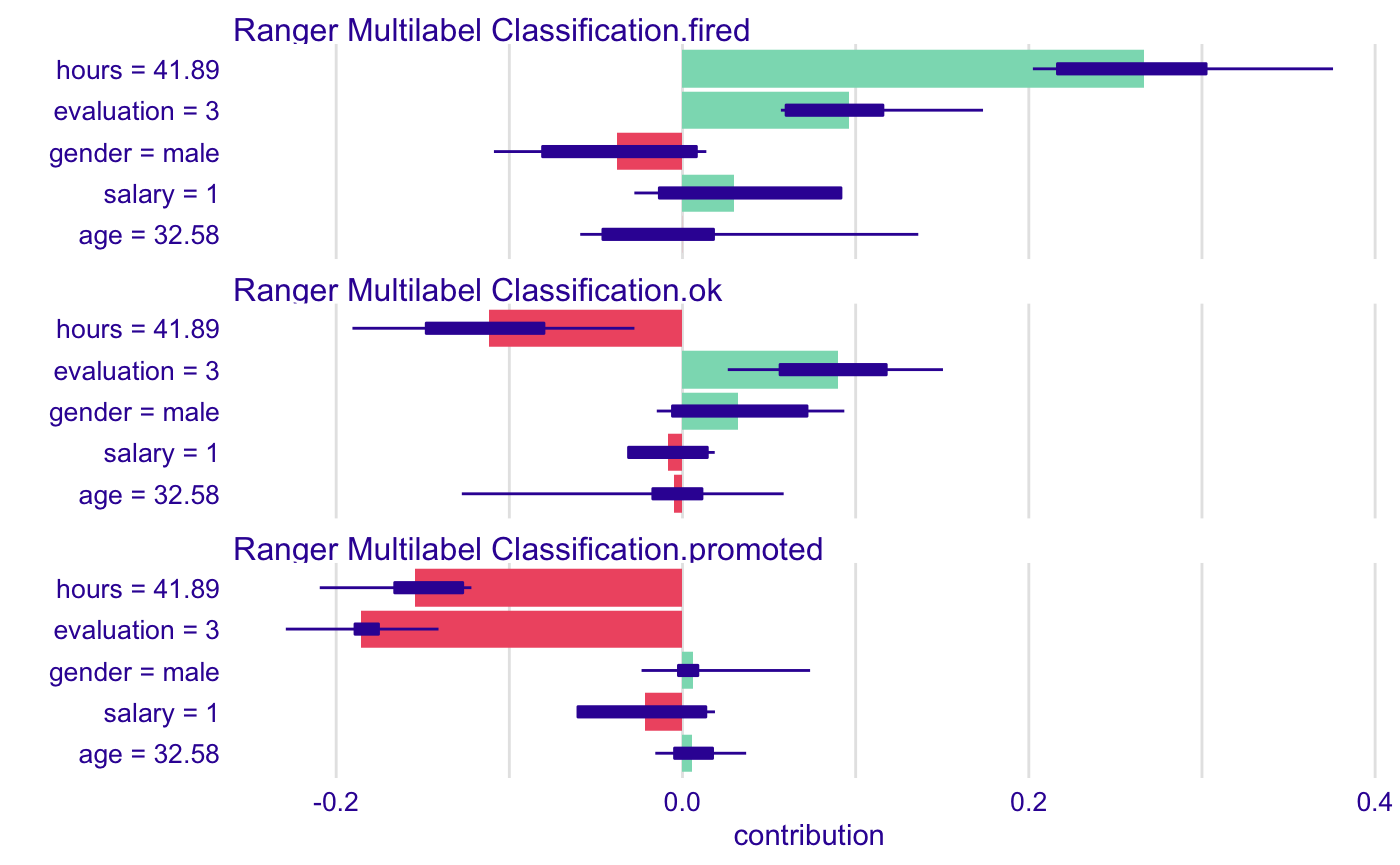 Ranger Multilabel Classification.fired
hours = 41.89
evaluation = 3
gender = male
salary = 1
age = 32.58
Ranger Multilabel Classification.ok
hours = 41.89
evaluation = 3
gender = male
salary = 1
age = 32.58
Ranger Multilabel Classification.promoted
hours = 41.89
evaluation = 3
gender = male
salary = 1
age = 32.58
-0.2 0.0 0.2 0.4
contribution